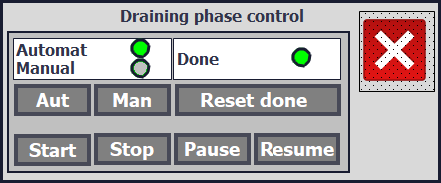 Draining phase control
Automat
Manual
Done
Aut Man Reset done
Start Stop Pause Resume